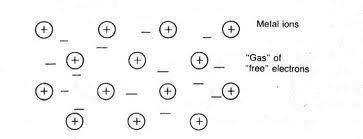 Metal ions
"Gas" of
"free" electrons